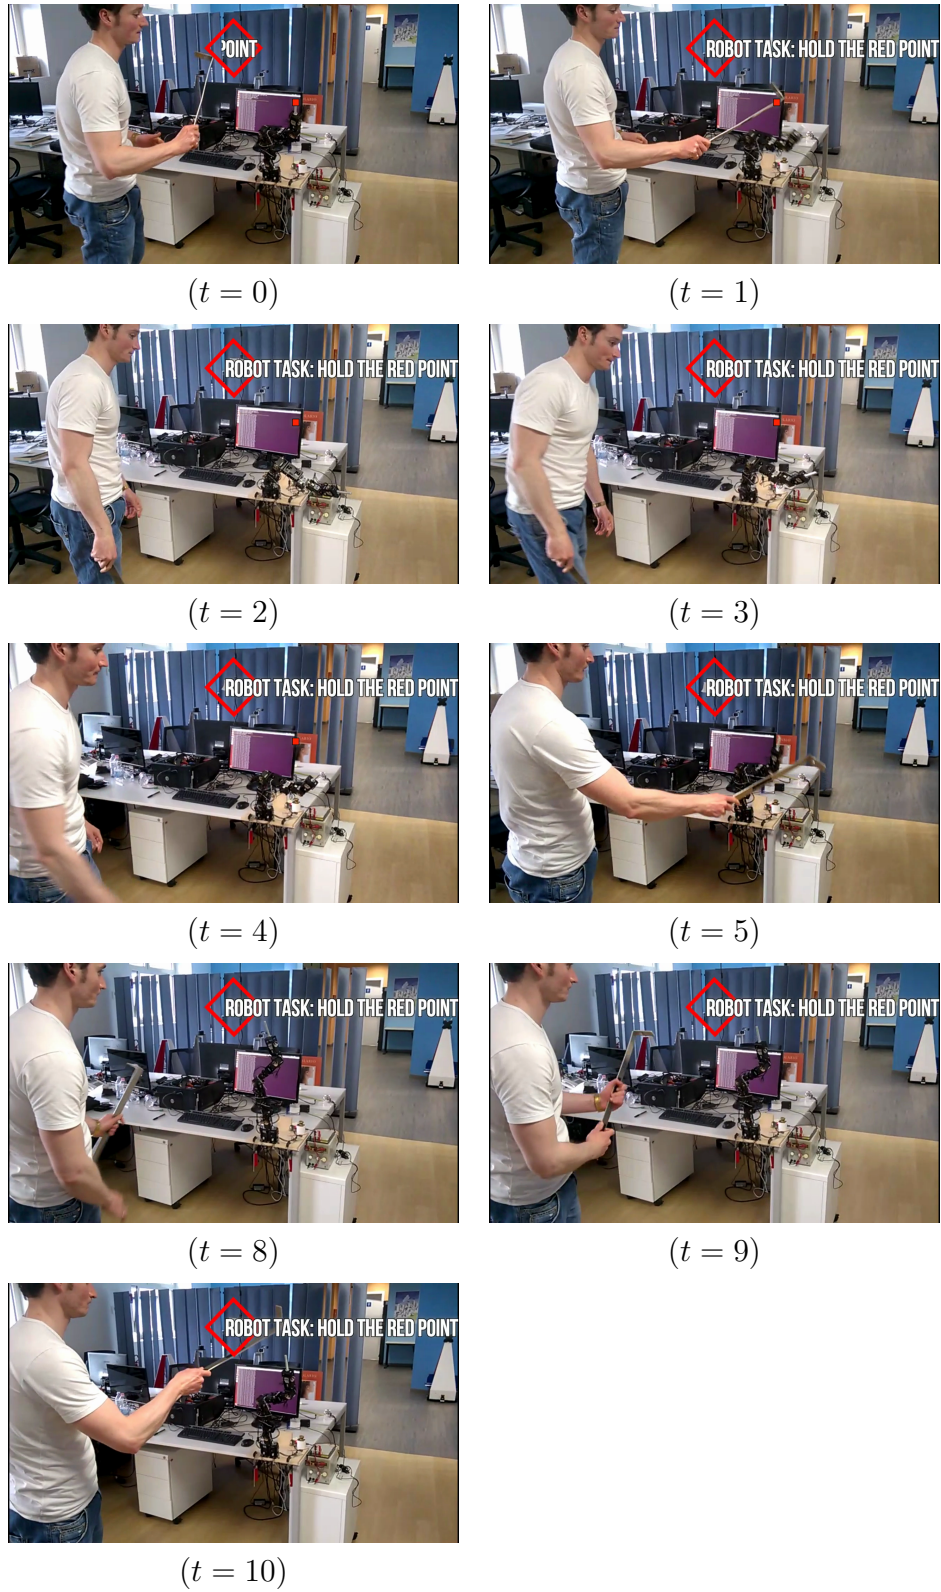 POINT
ROBOT TASK: HOLD THE RED POINT
(t = 0)
(t = 1)
ROBOT TASK: HOLD THE RED POINT
ROBOT TASK: HOLD THE RED POINT
(t = 2)
(t = 3)
ROBOT TASK: HOLD THE RED POINT
ROBOT TASK: HOLD THE RED POINT
(t = 4)
(t = 5)
ROBOT TASK: HOLD THE RED POINT
ROBOT TASK: HOLD THE RED POINT
(t = 8)
(t = 9)
ROBOT TASK: HOLD THE RED POINT
(t = 10)